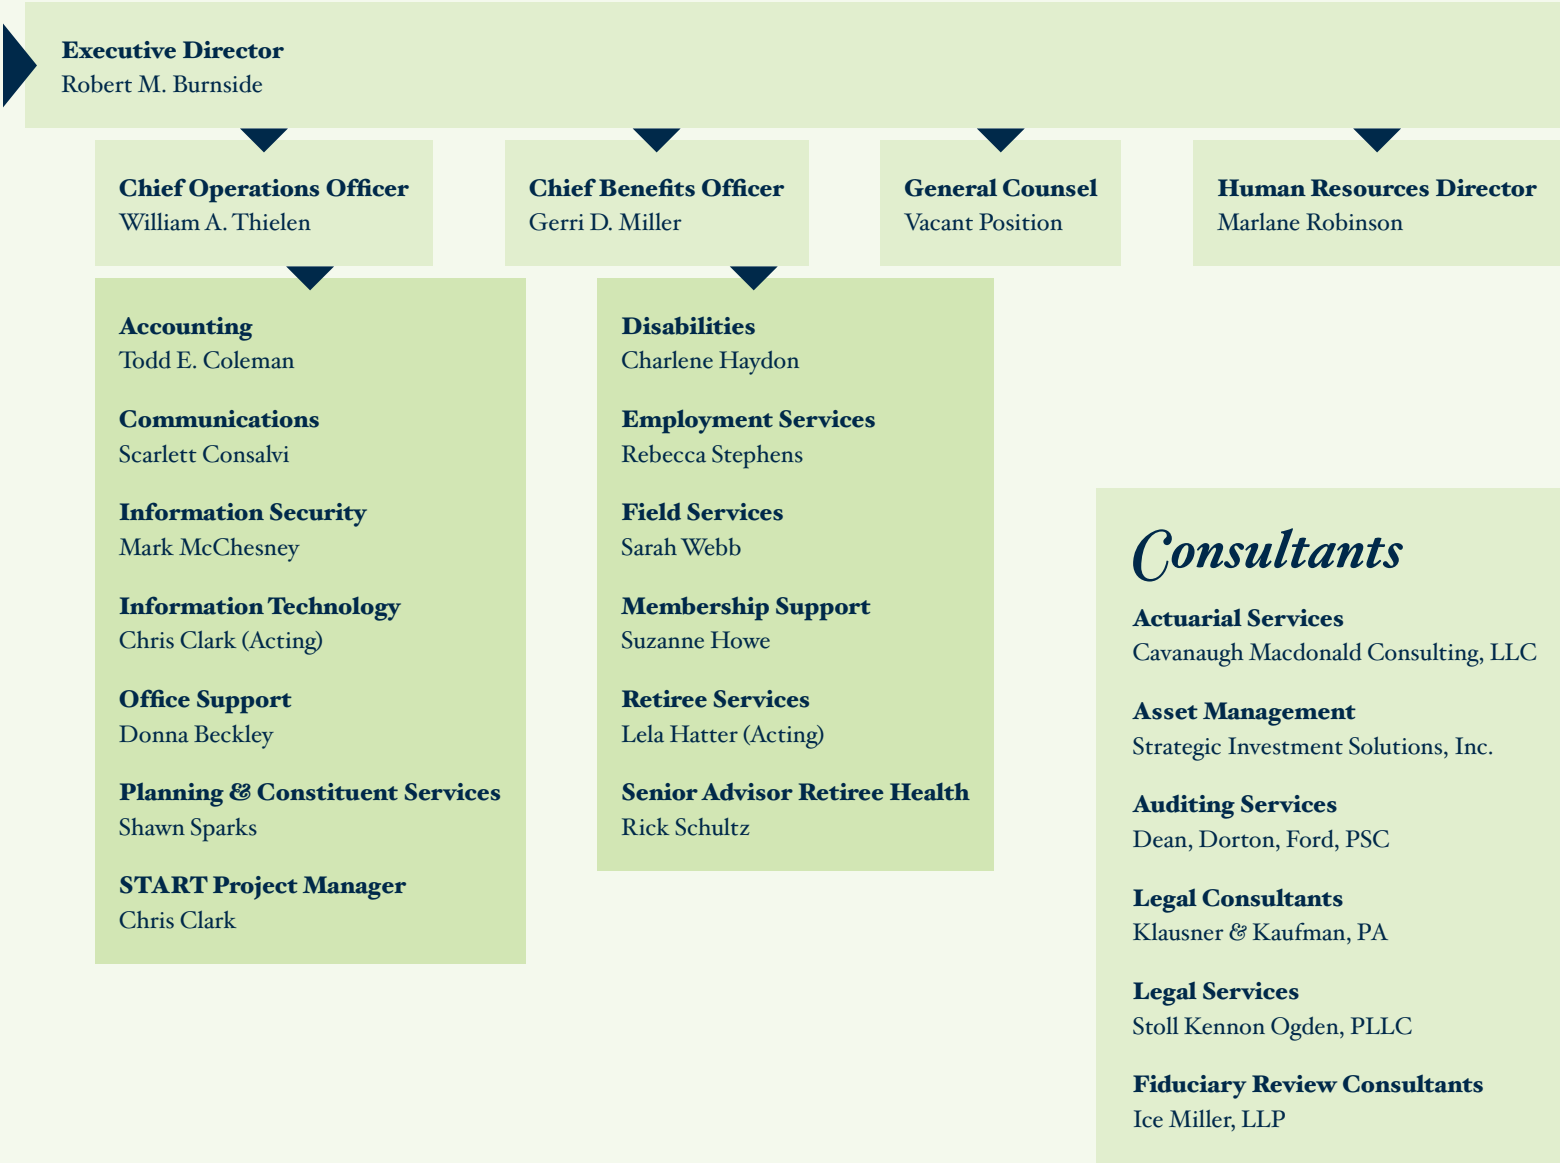 Executive Director
Robert M. Burnside
Chief Operations Officer
William A. Thielen
Chief Benefits Officer
Gerri D. Miller
General Counsel
Vacant Position
Human Resources Director
Marlane Robinson
Accounting
Todd E. Coleman
Communications
Scarlett Consalvi
Information Security
Mark McChesney
Information Technology
Chris Clark (Acting)
Office Support
Donna Beckley
Planning & Constituent Services
Shawn Sparks
START Project Manager
Chris Clark
Disabilities
Charlene Haydon
Employment Services
Rebecca Stephens
Field Services
Sarah Webb
Membership Support
Suzanne Howe
Retiree Services
Lela Hatter (Acting)
Senior Advisor Retiree Health
Rick Schultz
Consultants
Actuarial Services
Cavanaugh Macdonald Consulting, LLC
Asset Management
Strategic Investment Solutions, Inc.
Auditing Services
Dean, Dorton, Ford, PSC
Legal Consultants
Klausner & Kaufman, PA
Legal Services
Stoll Kennon Ogden, PLLC
Fiduciary Review Consultants
Ice Miller, LLP